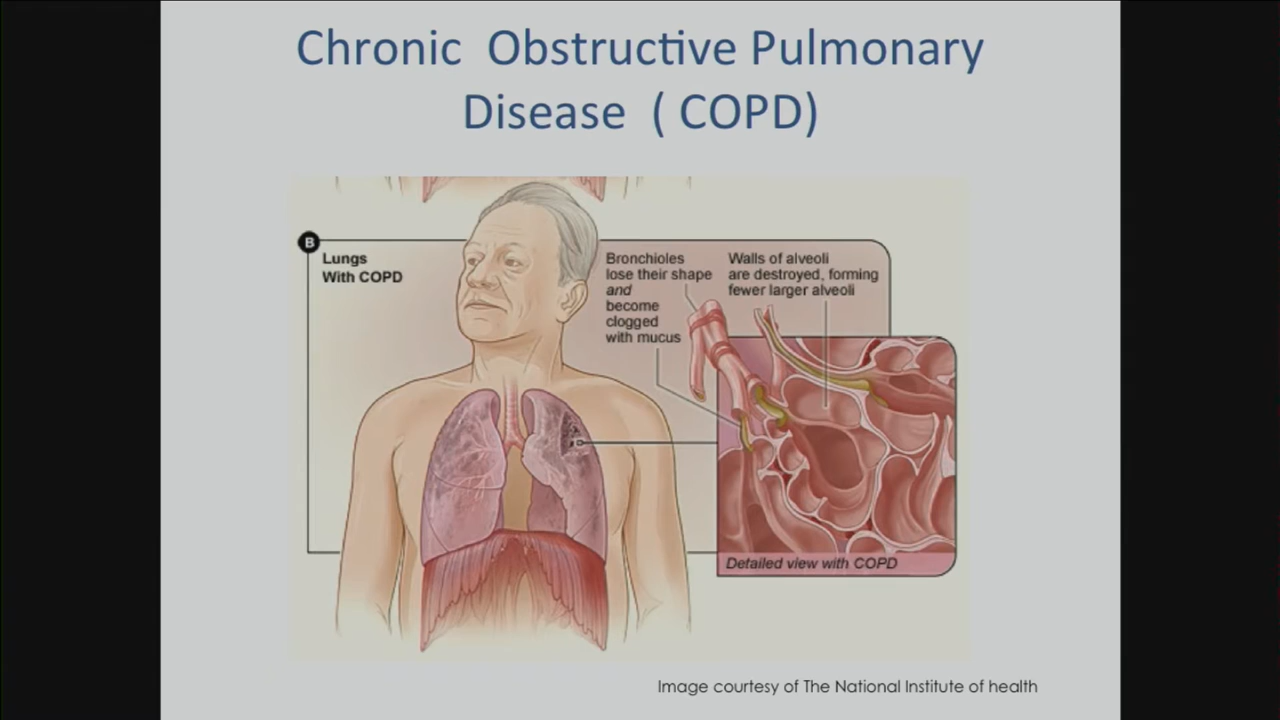 Chronic Obstructive Pulmonary
Disease ( COPD)
B
Lungs
With COPD
Bronchioles
lose their shape
and
become
clogged
with mucus
Walls of alveoli
are destroyed, forming
fewer larger alveoli
Detailed view with COPD
Image courtesy of The National Institute of health